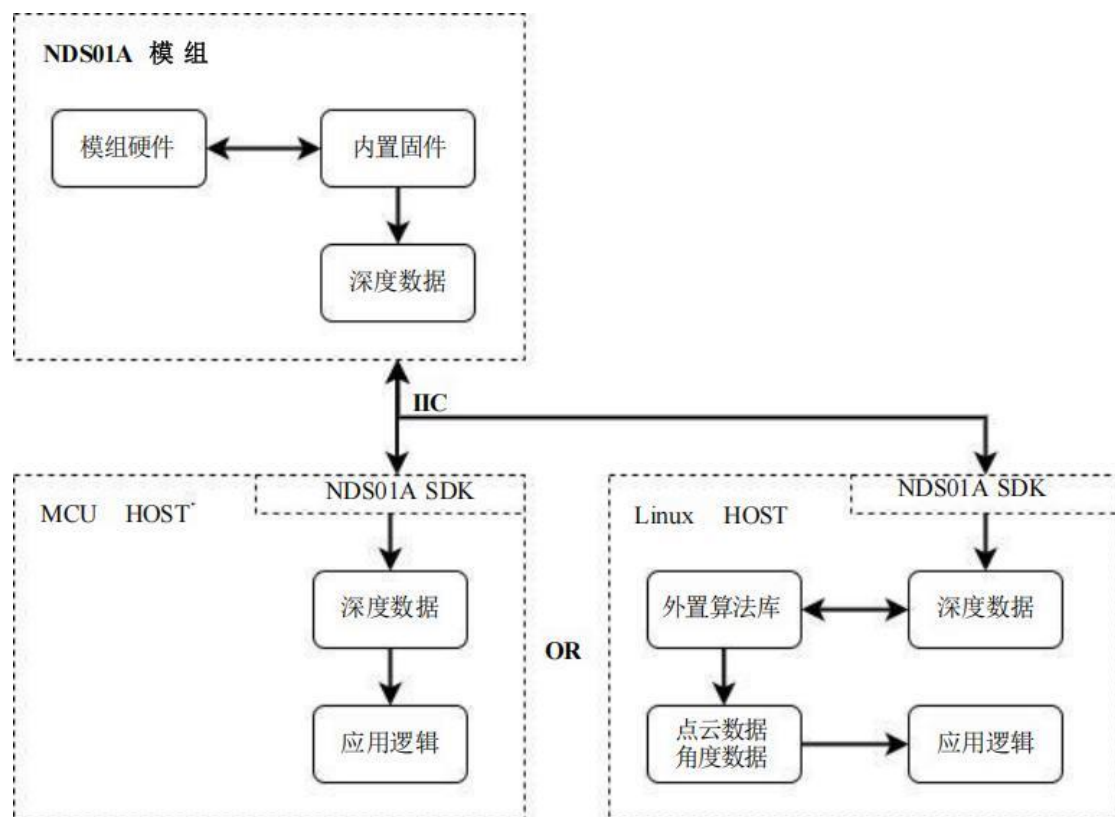 NDS01A 模 组
模组硬件
内置固件
深度数据
IIC
NDS01A SDK
MCU HOST
深度数据
应用逻辑
OR
NDS01A SDK
Linux HOST
外置算法库
深度数据
点云数据
角度数据
应用逻辑